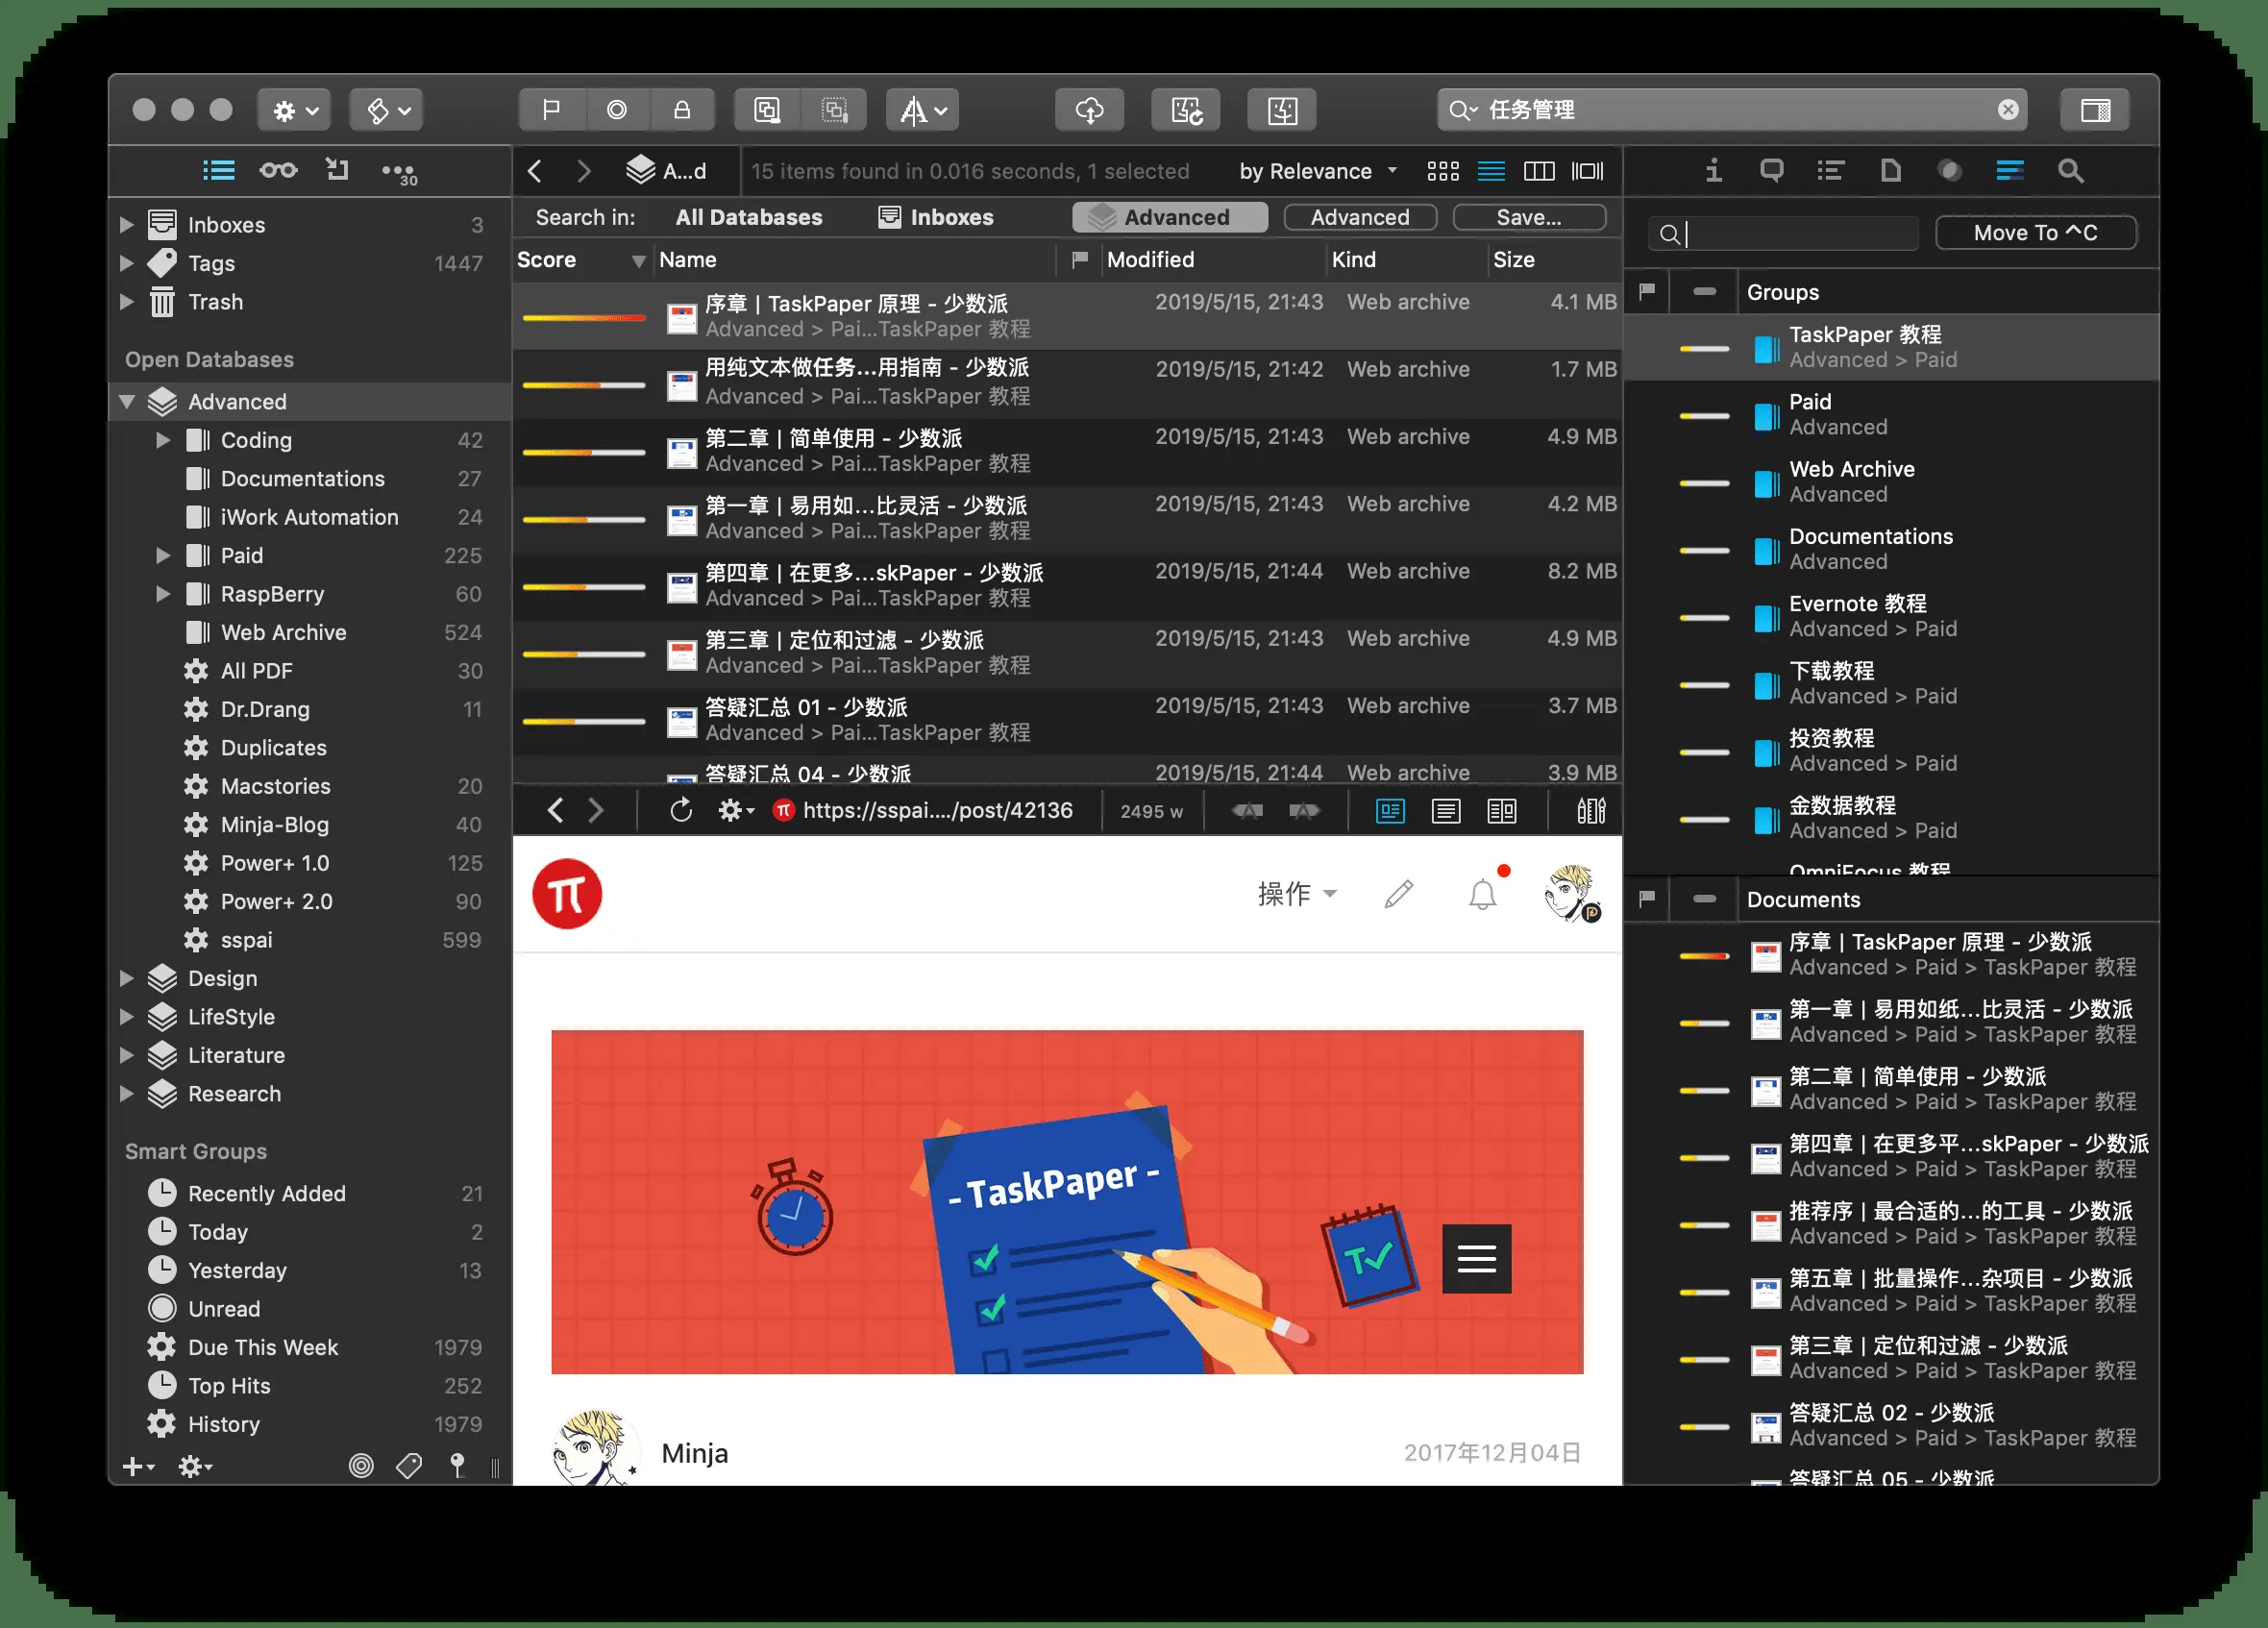 任务管理
30
A...d
15 items found in 0.016 seconds, 1 selected
by Relevance
Search in:
All Databases
Inboxes
Advanced
Advanced
Save...
Move To ^C
Inboxes 3
Tags 1447
Trash
Open Databases
Advanced
Coding 42
Documentations 27
iWork Automation 24
Paid 225
RaspBerry 60
Web Archive 524
All PDF 30
Dr.Drang 11
Duplicates
Macstories 20
Minja-Blog 40
Power+ 1.0 125
Power+ 2.0 90
sspai 599
Design
LifeStyle
Literature
Research
Smart Groups
Recently Added 21
Today 2
Yesterday 13
Unread
Due This Week 1979
Top Hits 252
History 1979
Score Name Modified Kind Size
序章 | TaskPaper 原理 - 少数派 2019/5/15, 21:43 Web archive 4.1 MB
Advanced > Pai...TaskPaper 教程
用纯文本做任务...用指南 - 少数派 2019/5/15, 21:42 Web archive 1.7 MB
Advanced > Pai...TaskPaper 教程
第二章 | 简单使用 - 少数派 2019/5/15, 21:43 Web archive 4.9 MB
Advanced > Pai...TaskPaper 教程
第一章 | 易用如...比灵活 - 少数派 2019/5/15, 21:43 Web archive 4.2 MB
Advanced > Pai...TaskPaper 教程
第四章 | 在更多...skPaper - 少数派 2019/5/15, 21:44 Web archive 8.2 MB
Advanced > Pai...TaskPaper 教程
第三章 | 定位和过滤 - 少数派 2019/5/15, 21:43 Web archive 4.9 MB
Advanced > Pai...TaskPaper 教程
答疑汇总 01 - 少数派 2019/5/15, 21:43 Web archive 3.7 MB
Advanced > Pai...TaskPaper 教程
答疑汇总 04 - 少数派 2019/5/15, 21:44 Web archive 3.9 MB
https://sspai..../post/42136
2495 w
操作
- TaskPaper -
Minja
2017年12月04日
Groups
TaskPaper 教程
Advanced > Paid
Paid
Advanced
Web Archive
Advanced
Documentations
Advanced
Evernote 教程
Advanced > Paid
下载教程
Advanced > Paid
投资教程
Advanced > Paid
金数据教程
Advanced > Paid
OmniFocus 教程
Documents
序章 | TaskPaper 原理 - 少数派
Advanced > Paid > TaskPaper 教程
第一章 | 易用如纸...比灵活 - 少数派
Advanced > Paid > TaskPaper 教程
第二章 | 简单使用 - 少数派
Advanced > Paid > TaskPaper 教程
第四章 | 在更多平...skPaper - 少数派
Advanced > Paid > TaskPaper 教程
推荐序 | 最合适的...的工具 - 少数派
Advanced > Paid > TaskPaper 教程
第五章 | 批量操作...杂项目 - 少数派
Advanced > Paid > TaskPaper 教程
第三章 | 定位和过滤 - 少数派
Advanced > Paid > TaskPaper 教程
答疑汇总 02 - 少数派
Advanced > Paid > TaskPaper 教程
答疑汇总 05 - 少数派